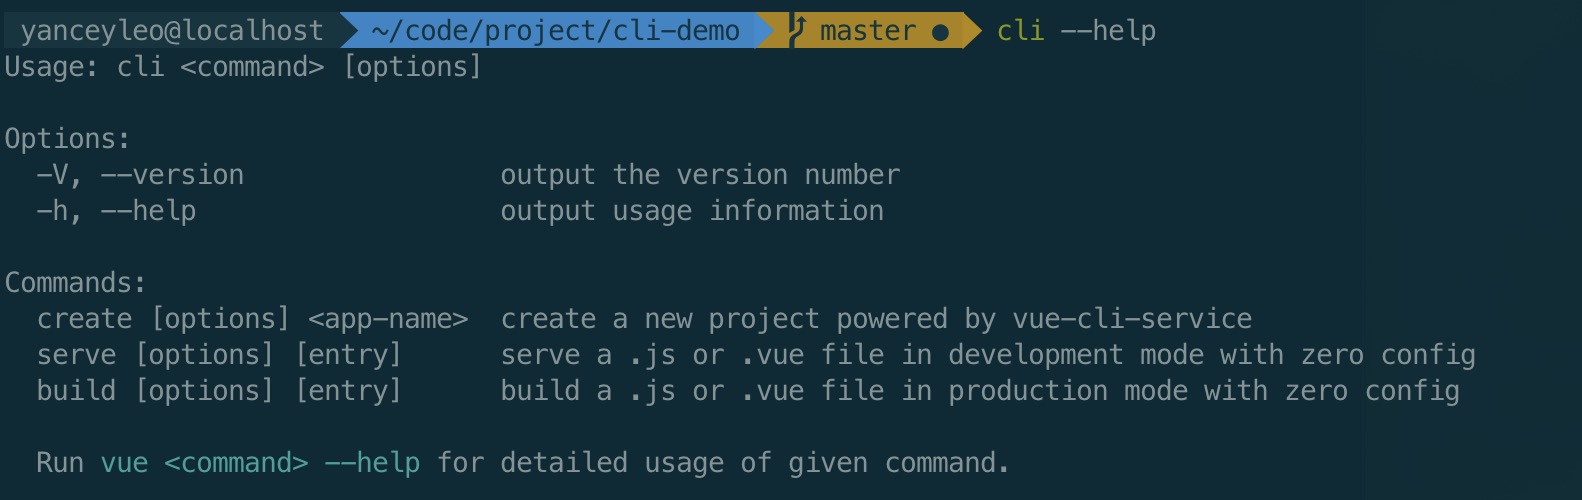 yanceyleo@localhost ~/code/project/cli-demo master ● cli --help
Usage: cli <command> [options]
Options:
-V, --version output the version number
-h, --help output usage information
Commands:
create [options] <app-name> create a new project powered by vue-cli-service
serve [options] [entry] serve a .js or .vue file in development mode with zero config
build [options] [entry] build a .js or .vue file in production mode with zero config
Run vue <command> --help for detailed usage of given command.